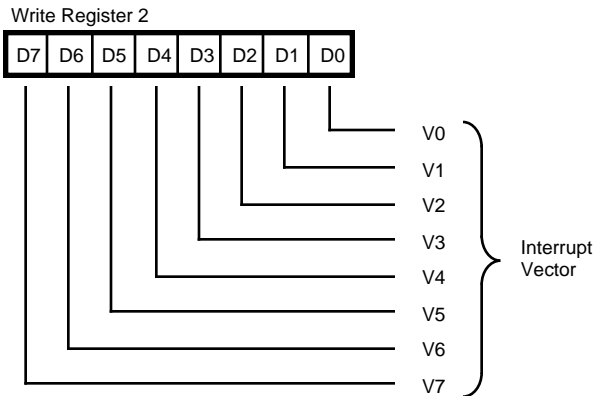 Write Register 2
D7 D6 D5 D4 D3 D2 D1 D0
V0
V1
V2
V3
V4
V5
V6
V7
Interrupt
Vector